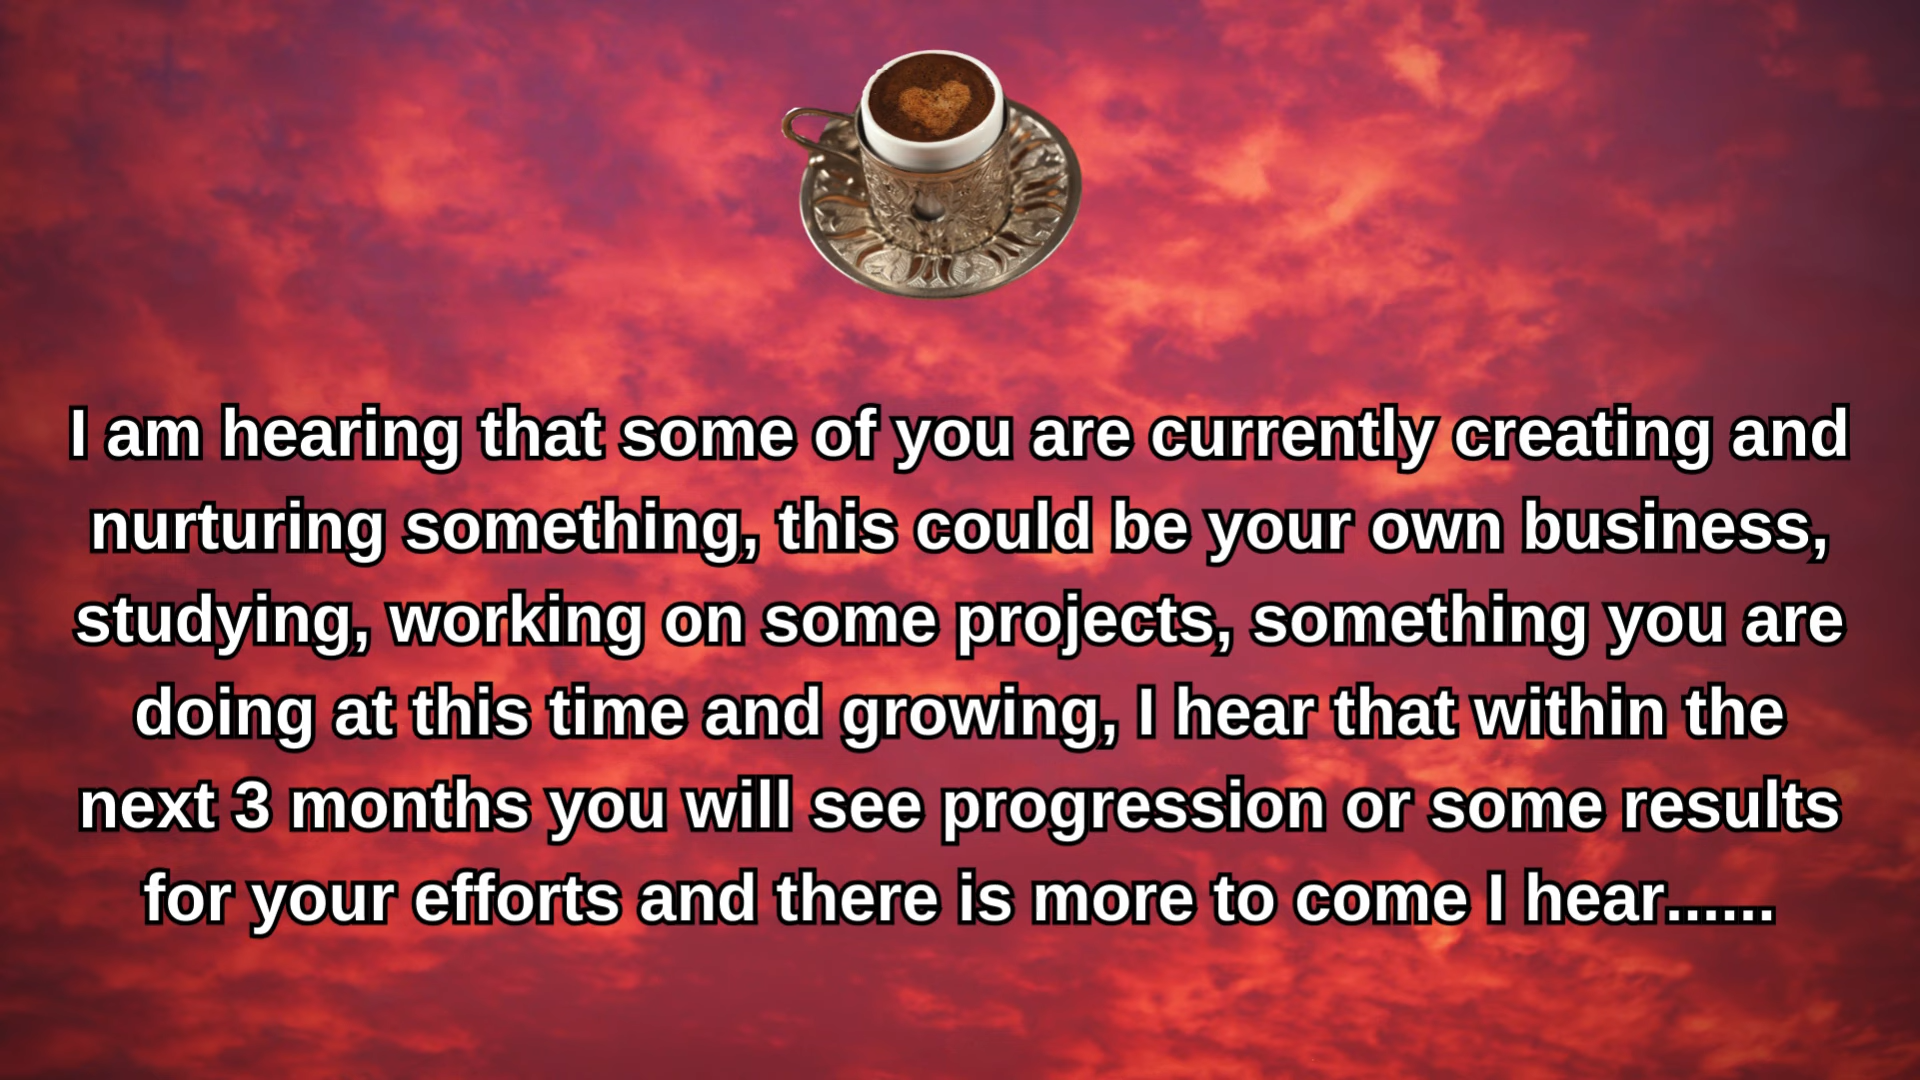 I am hearing that some of you are currently creating and
nurturing something, this could be your own business,
studying, working on some projects, something you are
doing at this time and growing, I hear that within the
next 3 months you will see progression or some results
for your efforts and there is more to come I hear......